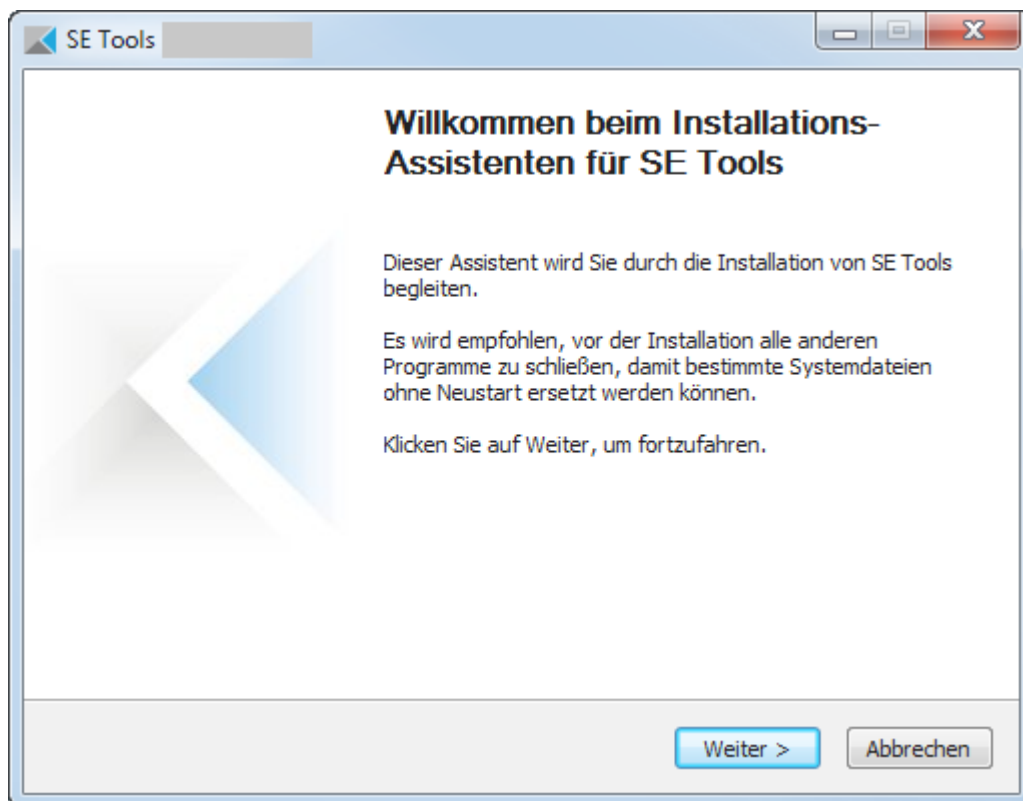 SE Tools
Willkommen beim Installations-
Assistenten für SE Tools
Dieser Assistent wird Sie durch die Installation von SE Tools
begleiten.
Es wird empfohlen, vor der Installation alle anderen
Programme zu schließen, damit bestimmte Systemdateien
ohne Neustart ersetzt werden können.
Klicken Sie auf Weiter, um fortzufahren.
Weiter >
Abbrechen